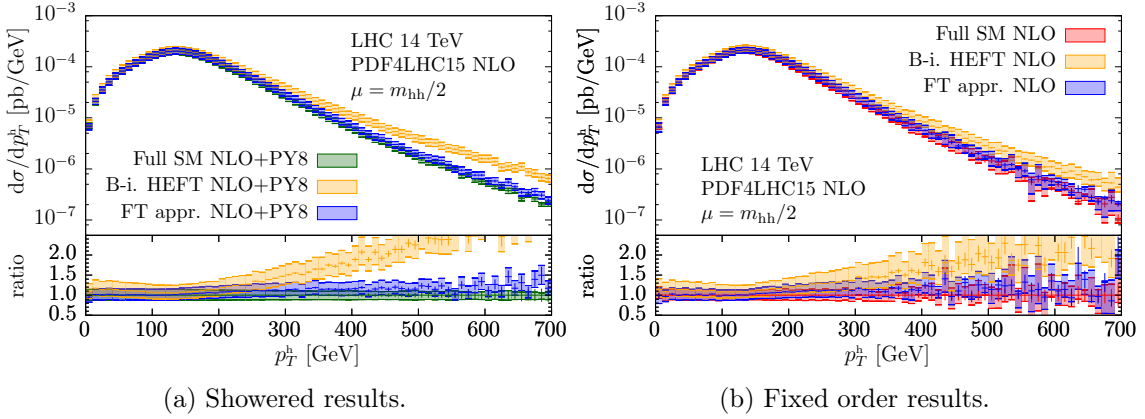 10⁻³
10⁻⁴
10⁻⁵
10⁻⁶
10⁻⁷
dσ/dp_T^h [pb/GeV]
LHC 14 TeV
PDF4LHC15 NLO
μ = m_hh/2
Full SM NLO+PY8
B-i. HEFT NLO+PY8
FT appr. NLO+PY8
ratio
2.0
1.5
1.0
0.5
0 100 200 300 400 500 600 700
p_T^h [GeV]
(a) Showered results.
10⁻³
10⁻⁴
10⁻⁵
10⁻⁶
10⁻⁷
dσ/dp_T^h [pb/GeV]
Full SM NLO
B-i. HEFT NLO
FT appr. NLO
LHC 14 TeV
PDF4LHC15 NLO
μ = m_hh/2
ratio
2.0
1.5
1.0
0.5
0 100 200 300 400 500 600 700
p_T^h [GeV]
(b) Fixed order results.